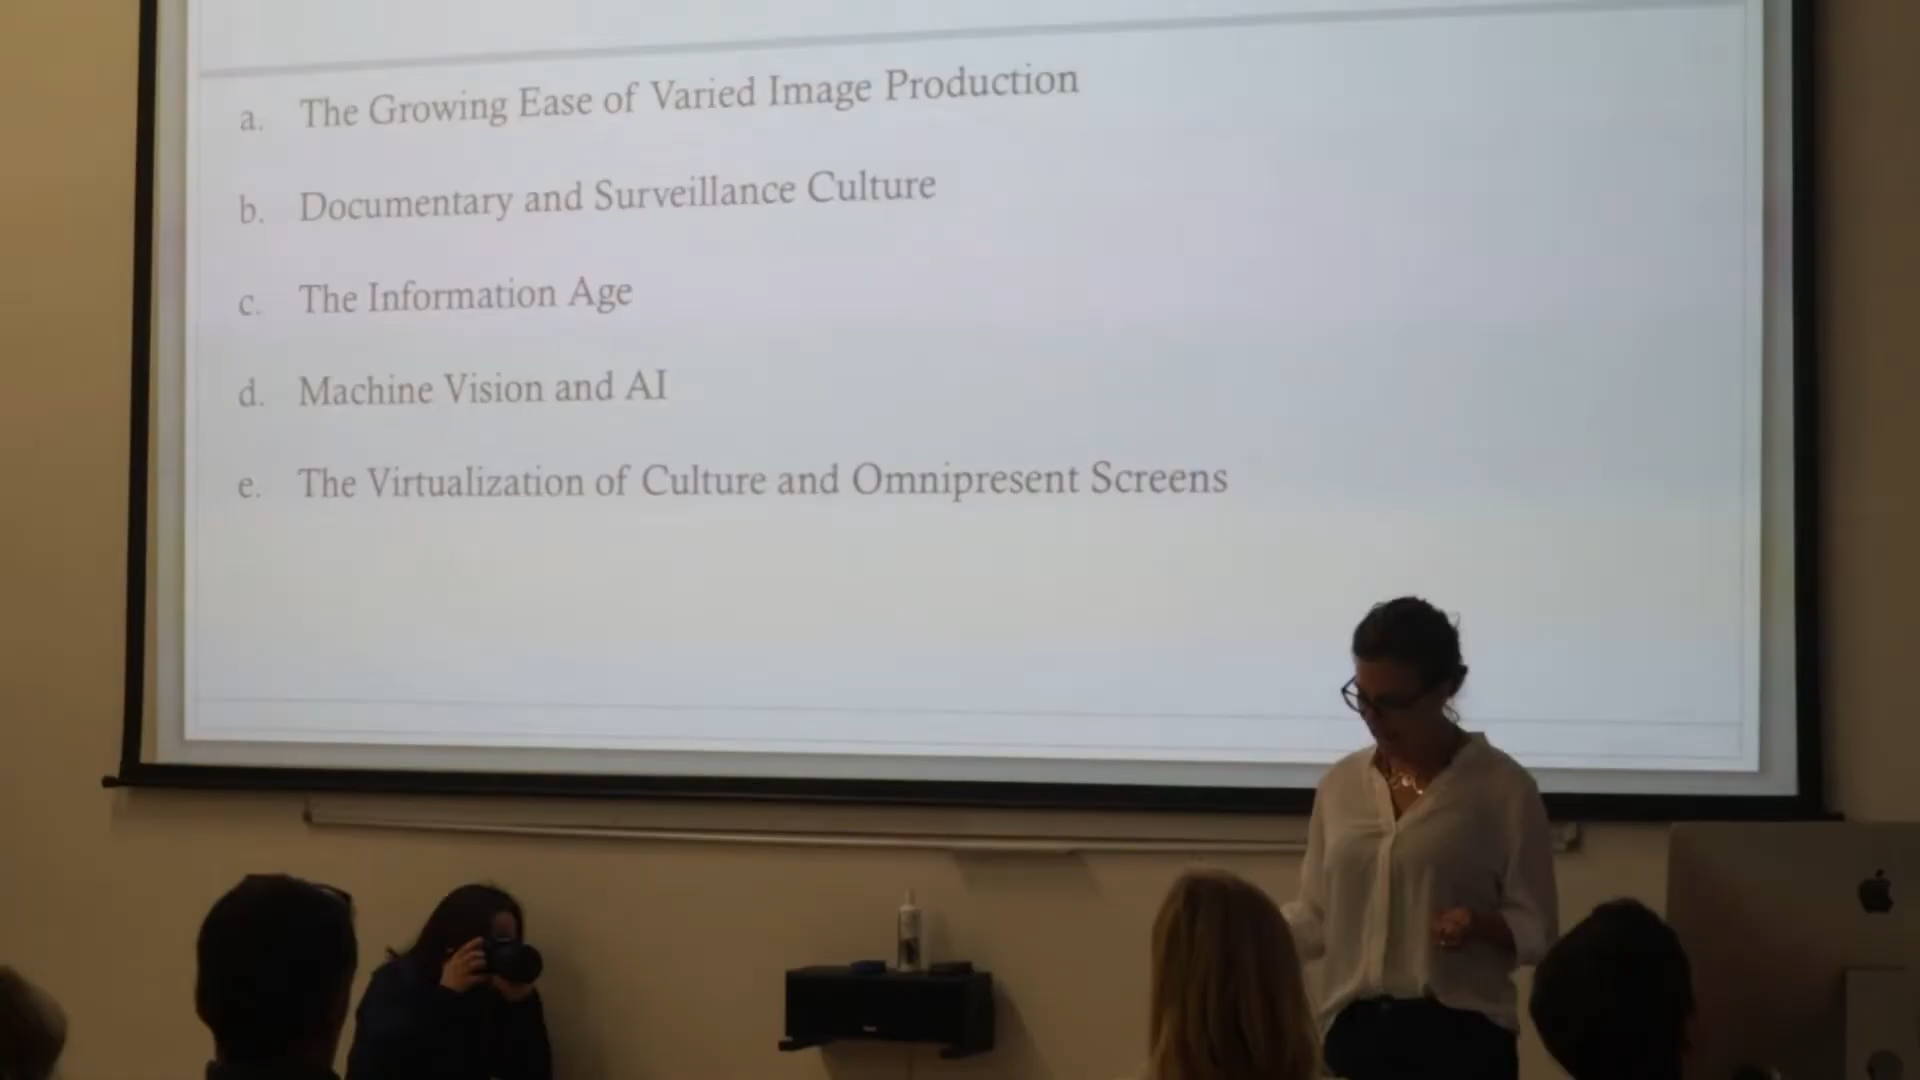 a. The Growing Ease of Varied Image Production
b. Documentary and Surveillance Culture
c. The Information Age
d. Machine Vision and AI
e. The Virtualization of Culture and Omnipresent Screens